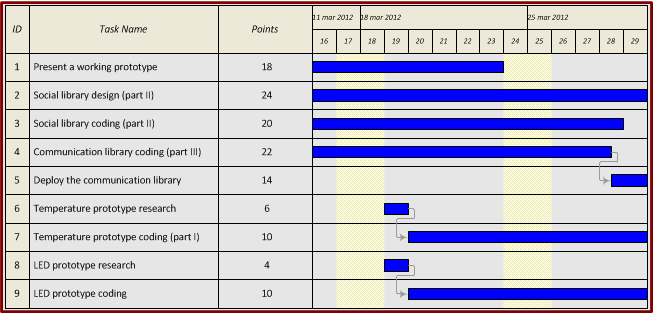 ID Task Name Points 11 mar 2012 18 mar 2012 25 mar 2012
16 17 18 19 20 21 22 23 24 25 26 27 28 29
1 Present a working prototype 18
2 Social library design (part II) 24
3 Social library coding (part II) 20
4 Communication library coding (part III) 22
5 Deploy the communication library 14
6 Temperature prototype research 6
7 Temperature prototype coding (part I) 10
8 LED prototype research 4
9 LED prototype coding 10